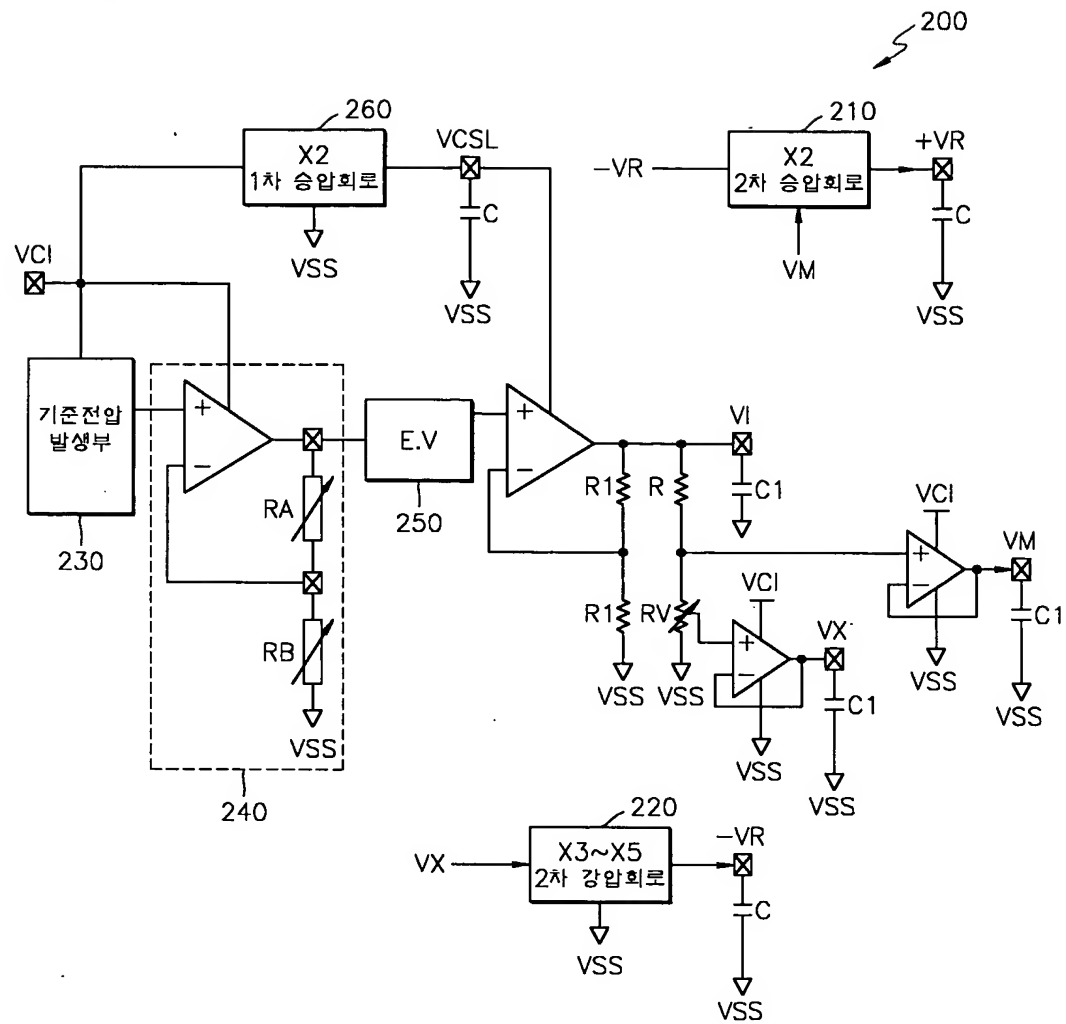 200
260
210
X2
1차 승압회로
VCSL
-VR
X2
2차 승압회로
+VR
C
C
VSS
VM
VCI
VSS
VSS
기준전압
발생부
+
-
E.V
+
-
VI
R1
R
C1
VCI
VM
RA
230
250
+
-
C1
R1
RV
VCI
VX
RB
+
-
VSS
VSS
VSS
C1
VSS
VSS
VSS
VSS
240
220
VX
X3~X5
2차 강압회로
-VR
C
VSS
VSS